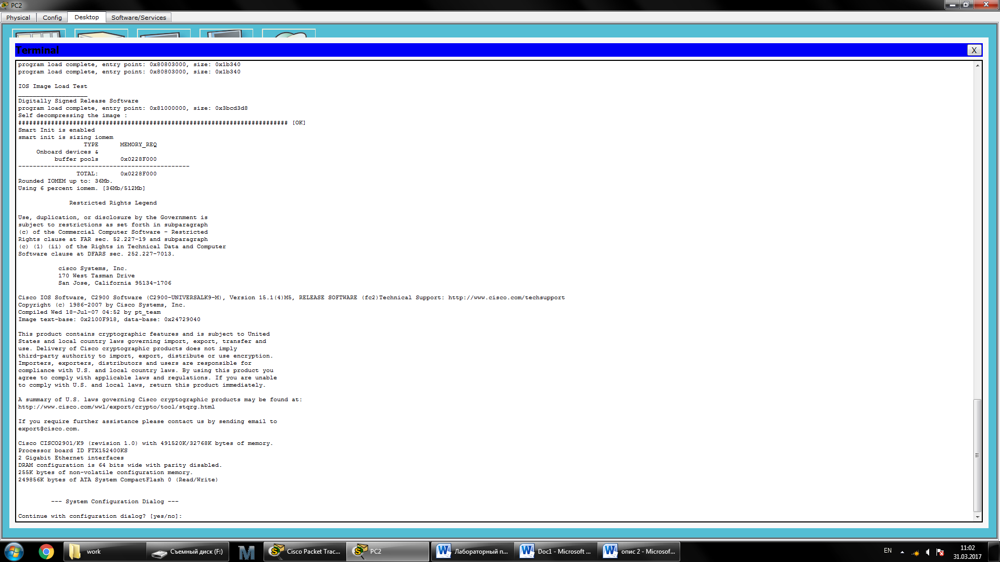 PC2
Physical
Config
Desktop
Software/Services
Terminal
X
program load complete, entry point: 0x80803000, size: 0x1b340
program load complete, entry point: 0x80803000, size: 0x1b340
IOS Image Load Test
___________________
Digitally Signed Release Software
program load complete, entry point: 0x81000000, size: 0x3bcd3d8
Self decompressing the image :
########################################################################## [OK]
Smart Init is enabled
smart init is sizing iomem
TYPE MEMORY_REQ
Onboard devices &
buffer pools 0x0228F000
-----------------------------------------------
TOTAL: 0x0228F000
Rounded IOMEM up to: 36Mb.
Using 6 percent iomem. [36Mb/512Mb]
Restricted Rights Legend
Use, duplication, or disclosure by the Government is
subject to restrictions as set forth in subparagraph
(c) of the Commercial Computer Software - Restricted
Rights clause at FAR sec. 52.227-19 and subparagraph
(c) (1) (ii) of the Rights in Technical Data and Computer
Software clause at DFARS sec. 252.227-7013.
cisco Systems, Inc.
170 West Tasman Drive
San Jose, California 95134-1706
Cisco IOS Software, C2900 Software (C2900-UNIVERSALK9-M), Version 15.1(4)M5, RELEASE SOFTWARE (fc2)Technical Support: http://www.cisco.com/techsupport
Copyright (c) 1986-2007 by Cisco Systems, Inc.
Compiled Wed 18-Jul-07 04:52 by pt_team
Image text-base: 0x2100F918, data-base: 0x24729040
This product contains cryptographic features and is subject to United
States and local country laws governing import, export, transfer and
use. Delivery of Cisco cryptographic products does not imply
third-party authority to import, export, distribute or use encryption.
Importers, exporters, distributors and users are responsible for
compliance with U.S. and local country laws. By using this product you
agree to comply with applicable laws and regulations. If you are unable
to comply with U.S. and local laws, return this product immediately.
A summary of U.S. laws governing Cisco cryptographic products may be found at:
http://www.cisco.com/wwl/export/crypto/tool/stqrg.html
If you require further assistance please contact us by sending email to
export@cisco.com.
Cisco CISCO2901/K9 (revision 1.0) with 491520K/32768K bytes of memory.
Processor board ID FTX152400KS
2 Gigabit Ethernet interfaces
DRAM configuration is 64 bits wide with parity disabled.
255K bytes of non-volatile configuration memory.
249856K bytes of ATA System CompactFlash 0 (Read/Write)
--- System Configuration Dialog ---
Continue with configuration dialog? [yes/no]:
work
Съемный диск (F:)
Cisco Packet Trac...
PC2
Лабораторный п...
Doc1 - Microsoft ...
опис 2 - Microsof...
EN
11:02
31.03.2017